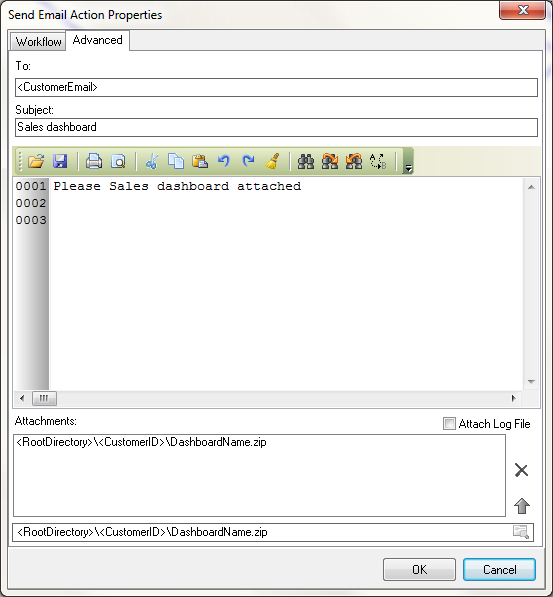 Send Email Action Properties
Workflow Advanced
To:
<CustomerEmail>
Subject:
Sales dashboard
0001 Please Sales dashboard attached
0002
0003
Attachments:
Attach Log File
<RootDirectory>\<CustomerID>\DashboardName.zip
<RootDirectory>\<CustomerID>\DashboardName.zip
OK Cancel